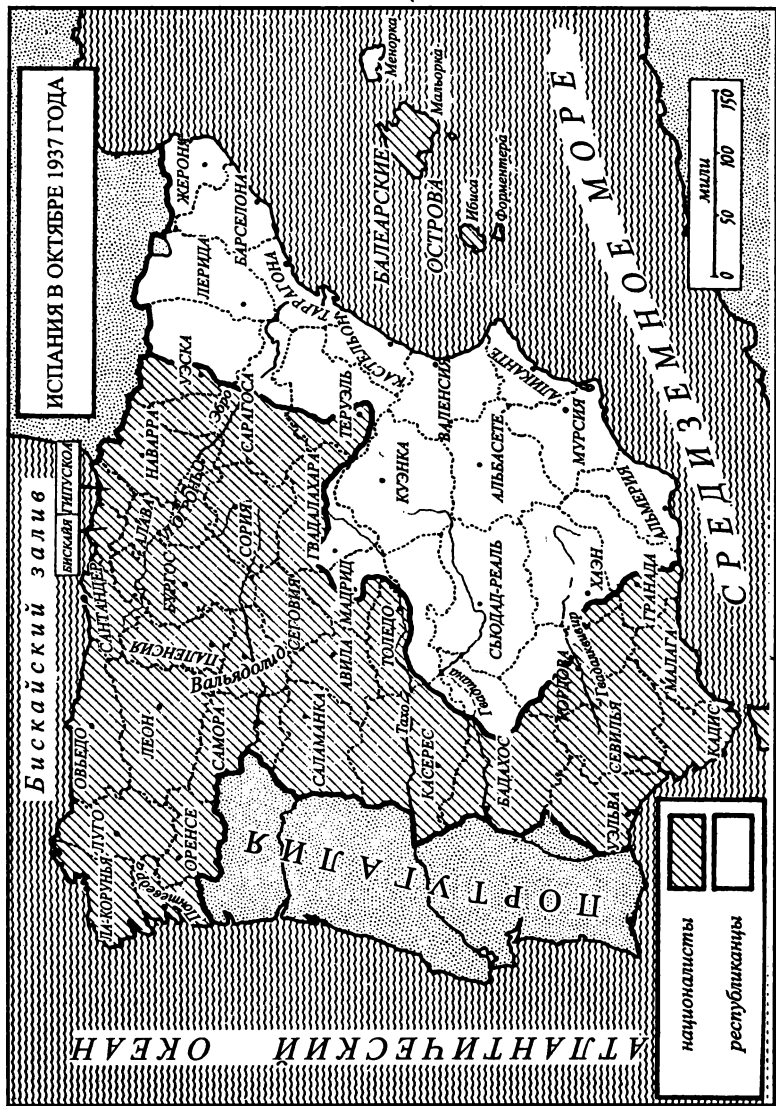 ИСПАНИЯ В ОКТЯБРЕ 1937 ГОДА
Бискайский залив
БИСКАЙЯ
ГИПУСКОА
ЛА-КОРУНЬЯ
ЛУГО
ОВЬЕДО
САНТАНДЕР
Понтеведра
ОРЕНСЕ
ЛЕОН
ПАЛЕНСИЯ
БУРГОС
АЛАВА
НАВАРРА
ЛОГРОНЬО
УЭСКА
ЛЕРИДА
ЖЕРОНЯ
БАРСЕЛОНА
САМОРА
Вальядолид
СОРИЯ
Эбро
САРАГОСА
ТАРРАГОНА
САЛАМАНКА
СЕГОВИЯ
АВИЛА
МАДРИД
ГВАДАЛАХАРА
ТЕРУЭЛЬ
КАСТЕЛЬОНА
КАСЕРЕС
Тахо
ТОЛЕДО
КУЭНКА
ВАЛЕНСИЯ
БАДАХОС
Гвадиана
СЬЮДАД-РЕАЛЬ
АЛЬБАСЕТЕ
АЛИКАНТЕ
УЭЛЬВА
СЕВИЛЬЯ
КОРДОВА
Гвадалквивир
ХАЭН
МУРСИЯ
КАДИС
МАЛАГА
ГРАНАДА
АЛЬМЕРИЯ
ПОРТУГАЛИЯ
АТЛАНТИЧЕСКИЙ ОКЕАН
БАЛЕАРСКИЕ
ОСТРОВА
Менорка
Мальорка
Ибиса
Форментера
СРЕДИЗЕМНОЕ МОРЕ
националисты
республиканцы
мили
0 50 100 150